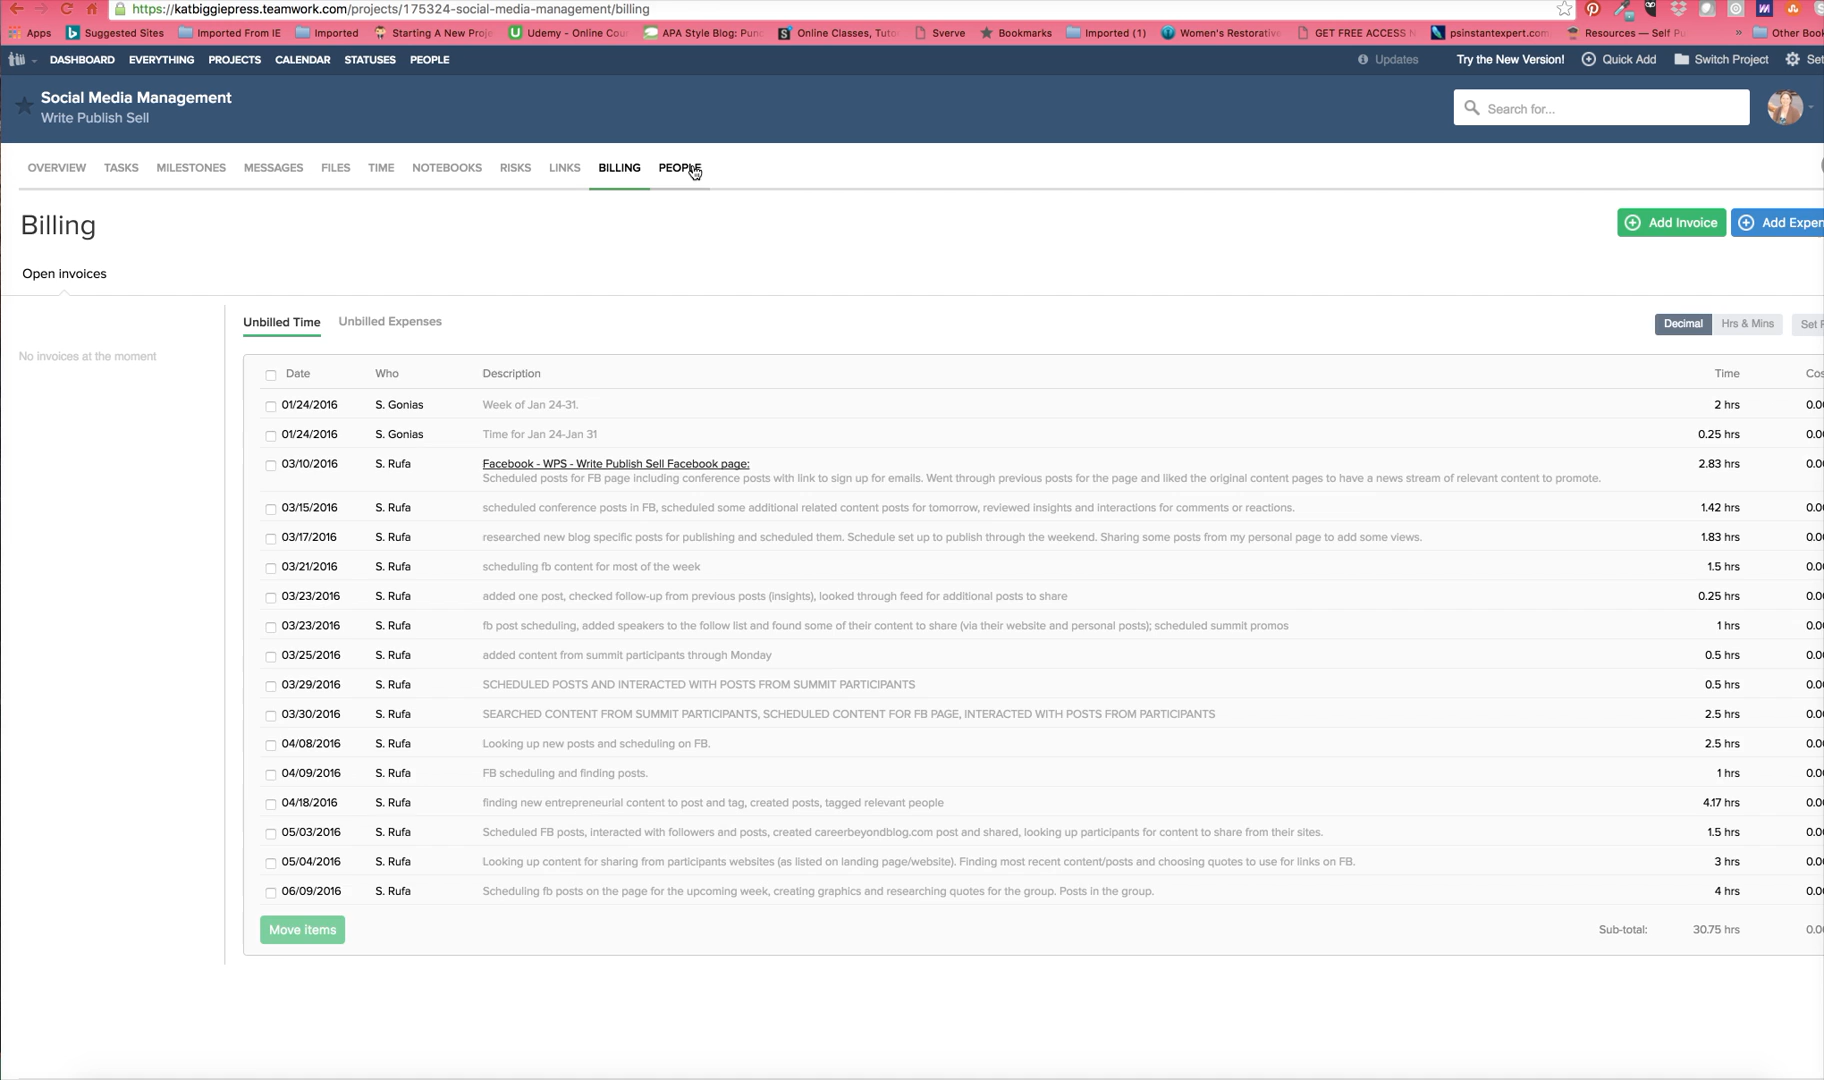 https://katbiggiepress.teamwork.com/projects/175324-social-media-management/billing
Apps Suggested Sites Imported From IE Imported Starting A New Proje Udemy - Online Cou APA Style Blog: Pun Online Classes, Tuto Sverve Bookmarks Imported (1) Women's Restorativ GET FREE ACCESS N psinstantexpert.com Resources — Self Pu » Other Book
DASHBOARD EVERYTHING PROJECTS CALENDAR STATUSES PEOPLE Updates Try the New Version! Quick Add Switch Project Set
Social Media Management
Write Publish Sell
Search for...
OVERVIEW TASKS MILESTONES MESSAGES FILES TIME NOTEBOOKS RISKS LINKS BILLING PEOPLE
Billing
Add Invoice Add Expen
Open invoices
Unbilled Time Unbilled Expenses Decimal Hrs & Mins Set
No invoices at the moment
Date Who Description Time Cos
01/24/2016 S. Gonias Week of Jan 24-31. 2 hrs 0.0
01/24/2016 S. Gonias Time for Jan 24-Jan 31 0.25 hrs 0.0
03/10/2016 S. Rufa Facebook - WPS - Write Publish Sell Facebook page: 2.83 hrs 0.0
Scheduled posts for FB page including conference posts with link to sign up for emails. Went through previous posts for the page and liked the original content pages to have a news stream of relevant content to promote.
03/15/2016 S. Rufa scheduled conference posts in FB, scheduled some additional related content posts for tomorrow, reviewed insights and interactions for comments or reactions. 1.42 hrs 0.0
03/17/2016 S. Rufa researched new blog specific posts for publishing and scheduled them. Schedule set up to publish through the weekend. Sharing some posts from my personal page to add some views. 1.83 hrs 0.0
03/21/2016 S. Rufa scheduling fb content for most of the week 1.5 hrs 0.0
03/23/2016 S. Rufa added one post, checked follow-up from previous posts (insights), looked through feed for additional posts to share 0.25 hrs 0.0
03/23/2016 S. Rufa fb post scheduling, added speakers to the follow list and found some of their content to share (via their website and personal posts); scheduled summit promos 1 hrs 0.0
03/25/2016 S. Rufa added content from summit participants through Monday 0.5 hrs 0.0
03/29/2016 S. Rufa SCHEDULED POSTS AND INTERACTED WITH POSTS FROM SUMMIT PARTICIPANTS 0.5 hrs 0.0
03/30/2016 S. Rufa SEARCHED CONTENT FROM SUMMIT PARTICIPANTS, SCHEDULED CONTENT FOR FB PAGE, INTERACTED WITH POSTS FROM PARTICIPANTS 2.5 hrs 0.0
04/08/2016 S. Rufa Looking up new posts and scheduling on FB. 2.5 hrs 0.0
04/09/2016 S. Rufa FB scheduling and finding posts. 1 hrs 0.0
04/18/2016 S. Rufa finding new entrepreneurial content to post and tag, created posts, tagged relevant people 4.17 hrs 0.0
05/03/2016 S. Rufa Scheduled FB posts, interacted with followers and posts, created careerbeyondblog.com post and shared, looking up participants for content to share from their sites. 1.5 hrs 0.0
05/04/2016 S. Rufa Looking up content for sharing from participants websites (as listed on landing page/website). Finding most recent content/posts and choosing quotes to use for links on FB. 3 hrs 0.0
06/09/2016 S. Rufa Scheduling fb posts on the page for the upcoming week, creating graphics and researching quotes for the group. Posts in the group. 4 hrs 0.0
Move items Sub-total: 30.75 hrs 0.0